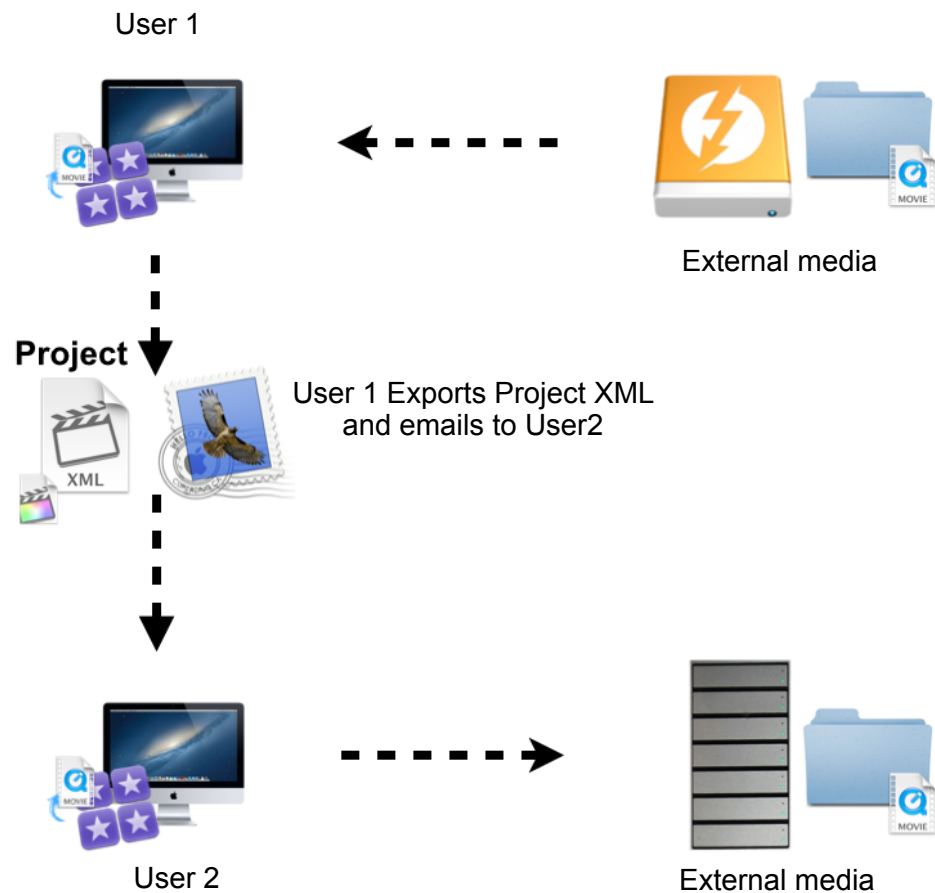 User 1
MOVIE
MOVIE
External media
Project
XML
User 1 Exports Project XML
and emails to User2
MOVIE
MOVIE
User 2
External media